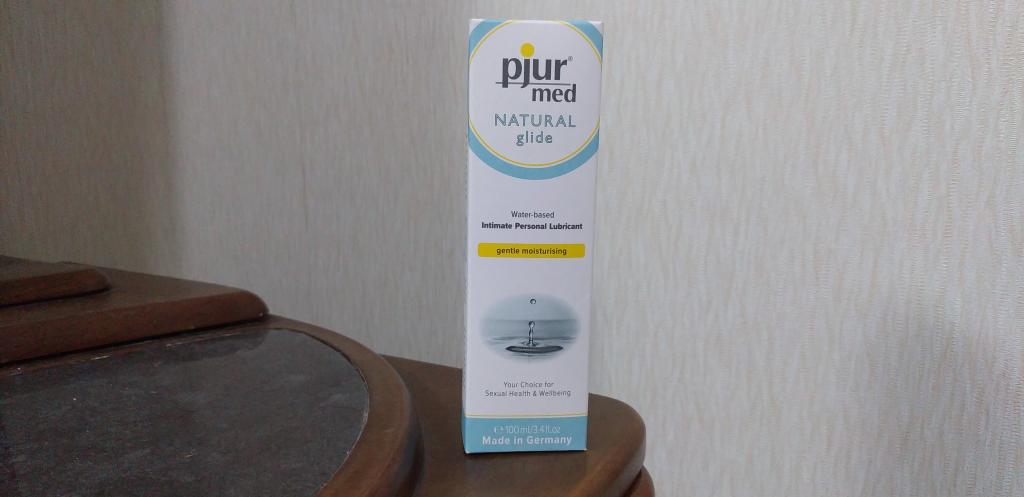 pjur®
med
NATURAL
glide
Water-based
Intimate Personal Lubricant
gentle moisturising
Your Choice for
Sexual Health & Wellbeing
℮ 100 ml/3.4 fl.oz
Made in Germany